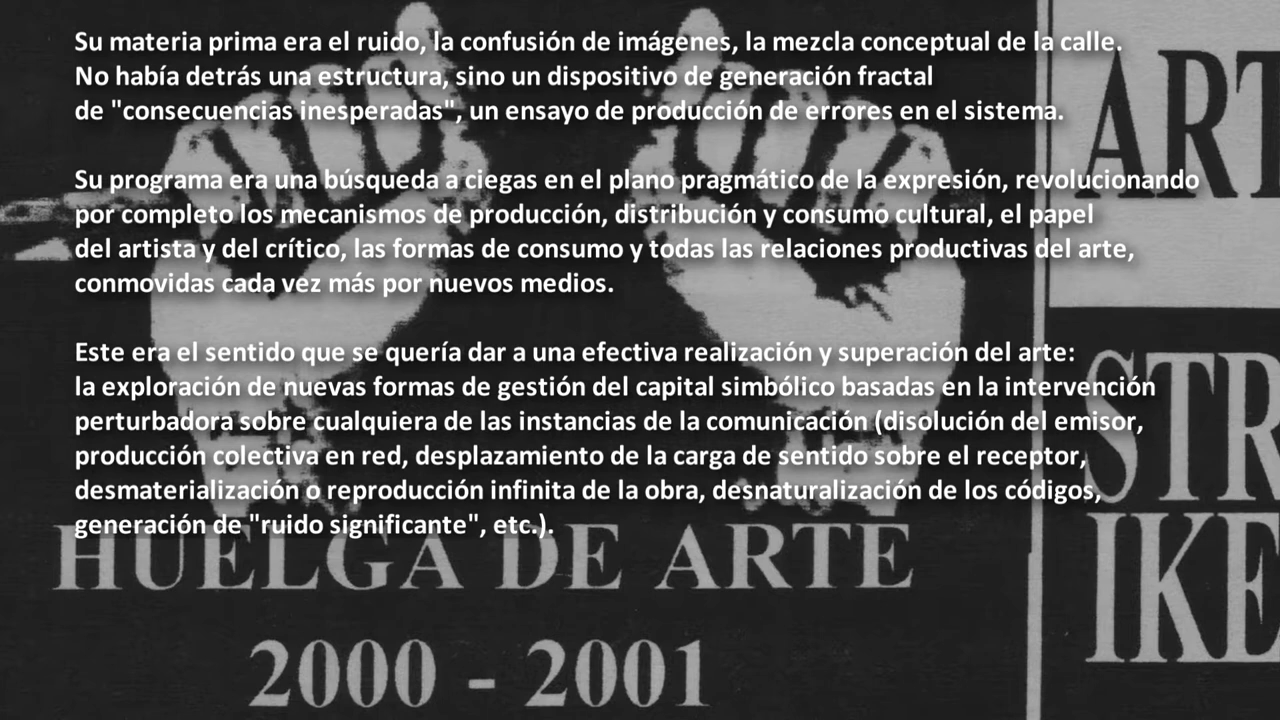 Su materia prima era el ruido, la confusión de imágenes, la mezcla conceptual de la calle.
No había detrás una estructura, sino un dispositivo de generación fractal
de "consecuencias inesperadas", un ensayo de producción de errores en el sistema.
Su programa era una búsqueda a ciegas en el plano pragmático de la expresión, revolucionando
por completo los mecanismos de producción, distribución y consumo cultural, el papel
del artista y del crítico, las formas de consumo y todas las relaciones productivas del arte,
conmovidas cada vez más por nuevos medios.
Este era el sentido que se quería dar a una efectiva realización y superación del arte:
la exploración de nuevas formas de gestión del capital simbólico basadas en la intervención
perturbadora sobre cualquiera de las instancias de la comunicación (disolución del emisor,
producción colectiva en red, desplazamiento de la carga de sentido sobre el receptor,
desmaterialización o reproducción infinita de la obra, desnaturalización de los códigos,
generación de "ruido significante", etc.).
HUELGA DE ARTE
2000 - 2001
ART
STR
IKE